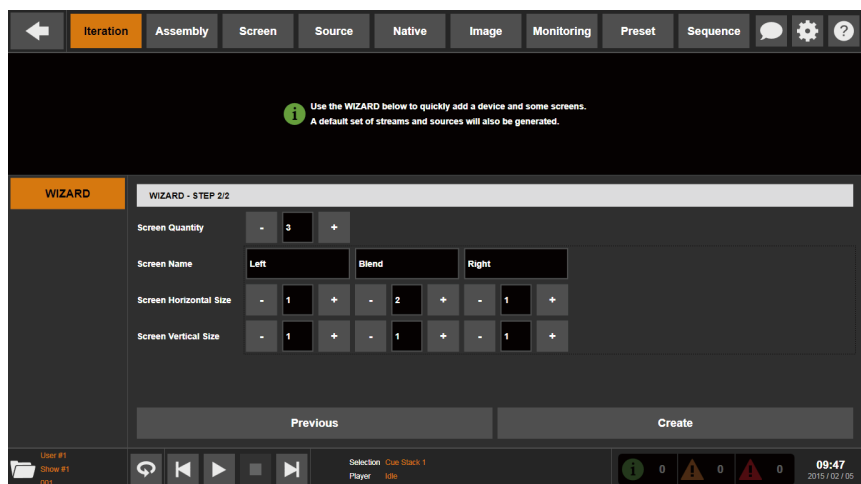 Iteration Assembly Screen Source Native Image Monitoring Preset Sequence ?
i Use the WIZARD below to quickly add a device and some screens.
A default set of streams and sources will also be generated.
WIZARD WIZARD - STEP 2/2
Screen Quantity - 3 +
Screen Name Left Blend Right
Screen Horizontal Size - 1 + - 2 + - 1 +
Screen Vertical Size - 1 + - 1 + - 1 +
Previous Create
User #1
Show #1
001
Selection Cue Stack 1
Player Idle
i 0 0 0
09:47
2015 / 02 / 05